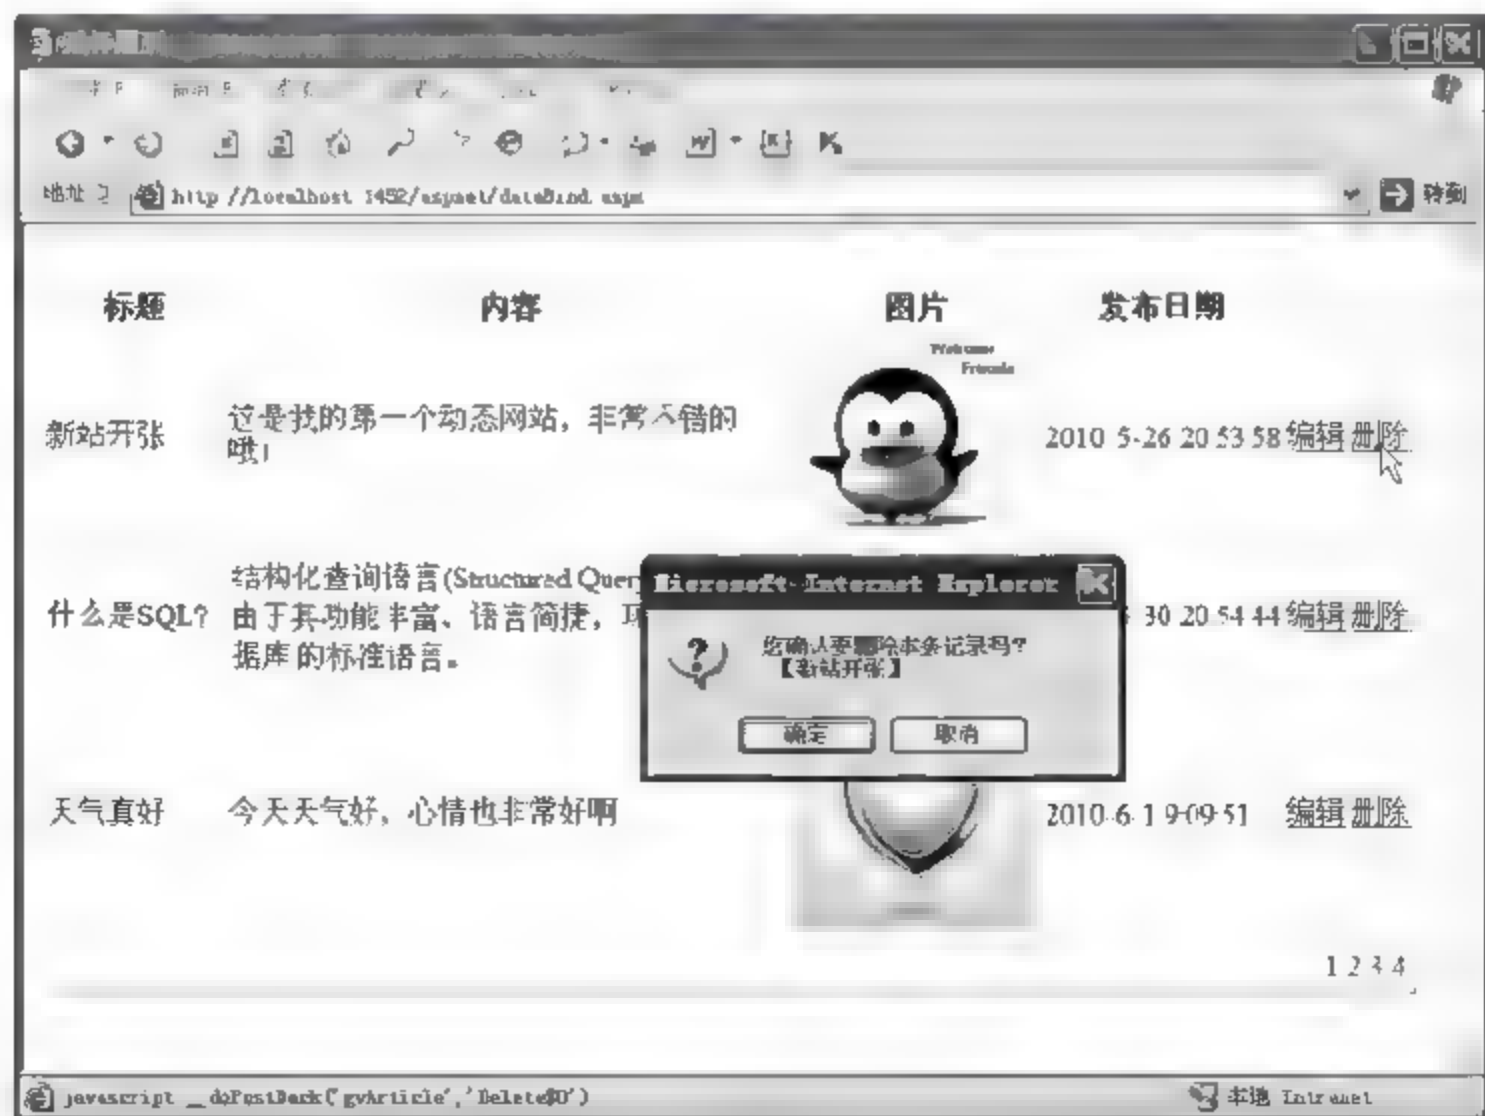 地址
http://localhost:1452/aspnet/dataBind.aspx
转到
标题 内容 图片 发布日期
Welcome
Friends
新站开张
这是我的第一个动态网站，非常不错的
哦！
2010-5-26 20:53:58 编辑 删除
什么是SQL?
结构化查询语言(Structured Quer
由于其功能丰富、语言简捷，
据库的标准语言。
30 20:54:44 编辑 删除
Microsoft Internet Explorer
您确认要删除本条记录吗?
【新站开张】
确定 取消
天气真好
今天天气好，心情也非常好啊
2010-6-1 9:09:51 编辑 删除
1 2 3 4
javascript:__doPostBack('gvArticle','Delete$0')
本地 Intranet